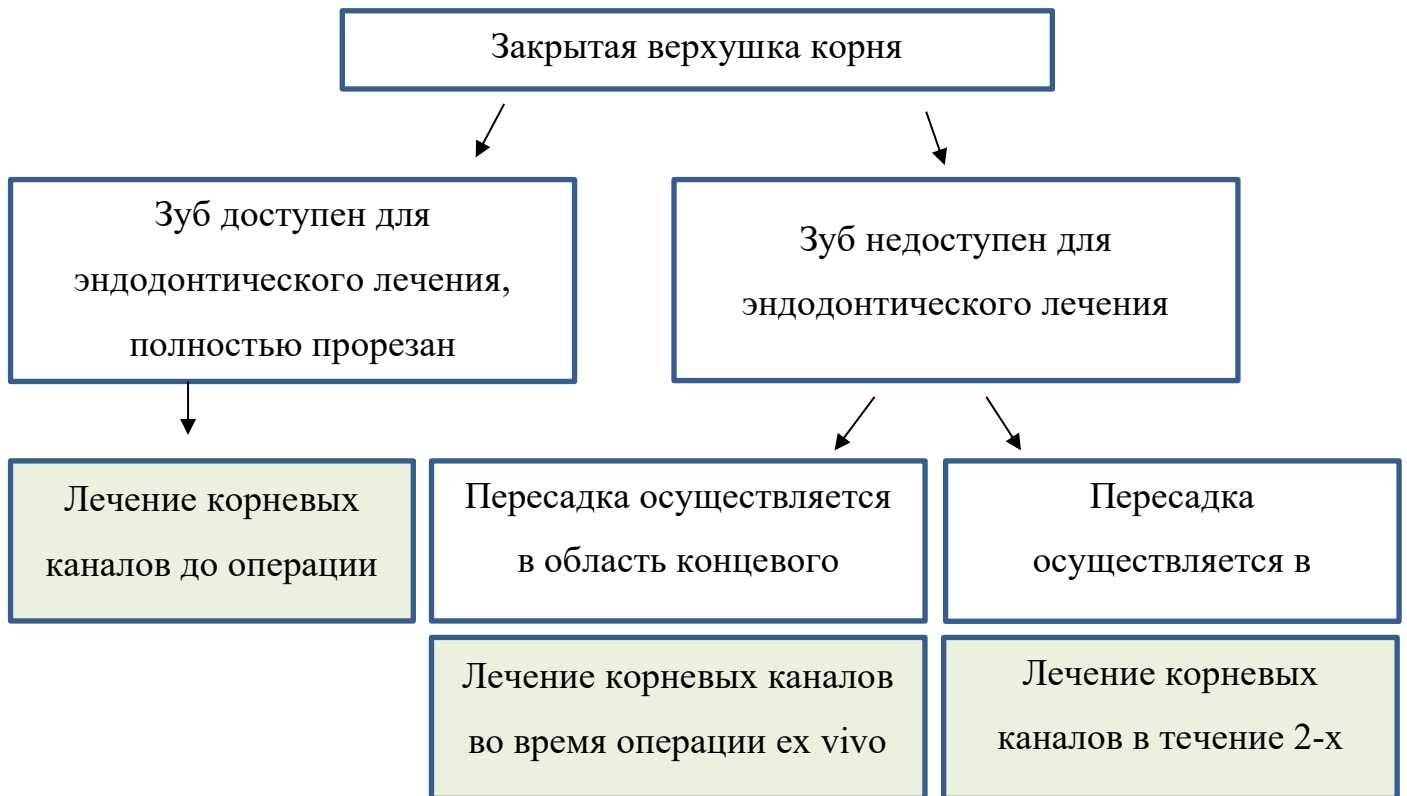 Закрытая верхушка корня
Зуб доступен для
эндодонтического лечения,
полностью прорезан
Зуб недоступен для
эндодонтического лечения
Лечение корневых
каналов до операции
Пересадка осуществляется
в область концевого
Пересадка
осуществляется в
Лечение корневых каналов
во время операции ex vivo
Лечение корневых
каналов в течение 2-х